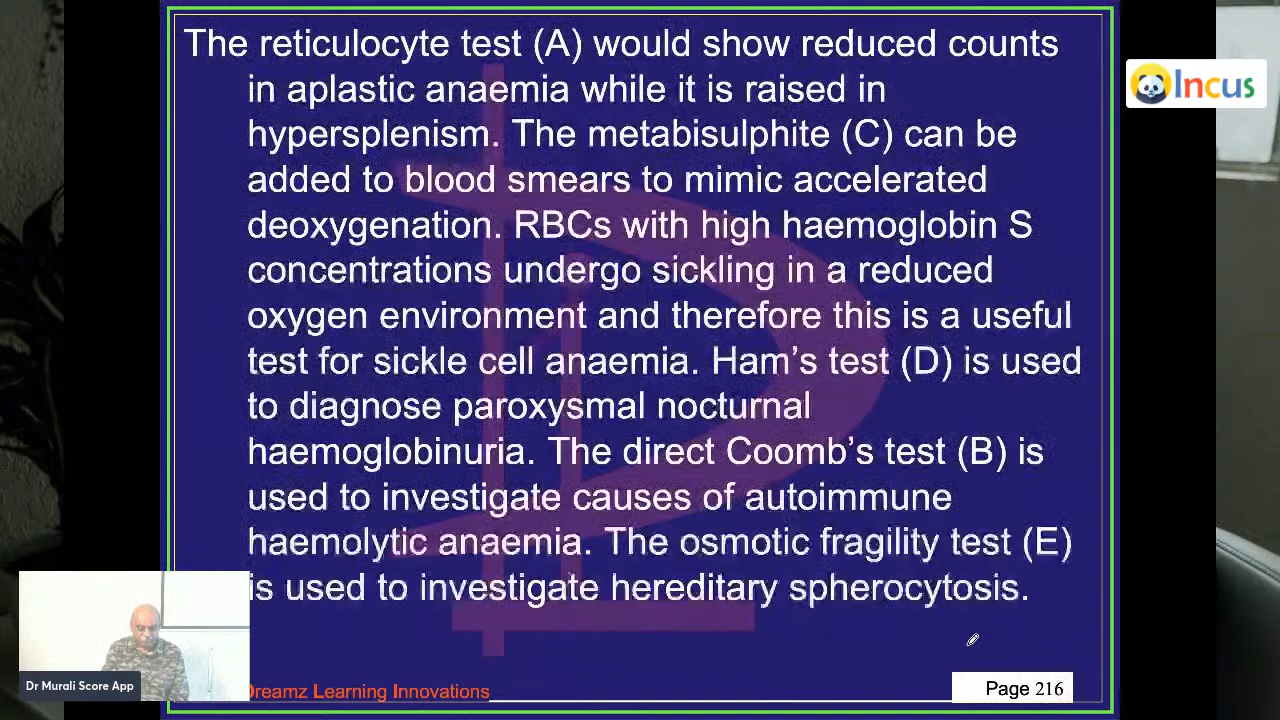 The reticulocyte test (A) would show reduced counts
in aplastic anaemia while it is raised in
hypersplenism. The metabisulphite (C) can be
added to blood smears to mimic accelerated
deoxygenation. RBCs with high haemoglobin S
concentrations undergo sickling in a reduced
oxygen environment and therefore this is a useful
test for sickle cell anaemia. Ham’s test (D) is used
to diagnose paroxysmal nocturnal
haemoglobinuria. The direct Coomb’s test (B) is
used to investigate causes of autoimmune
haemolytic anaemia. The osmotic fragility test (E)
is used to investigate hereditary spherocytosis.
Incus
Dr Murali Score App
Dreamz Learning Innovations
Page 216